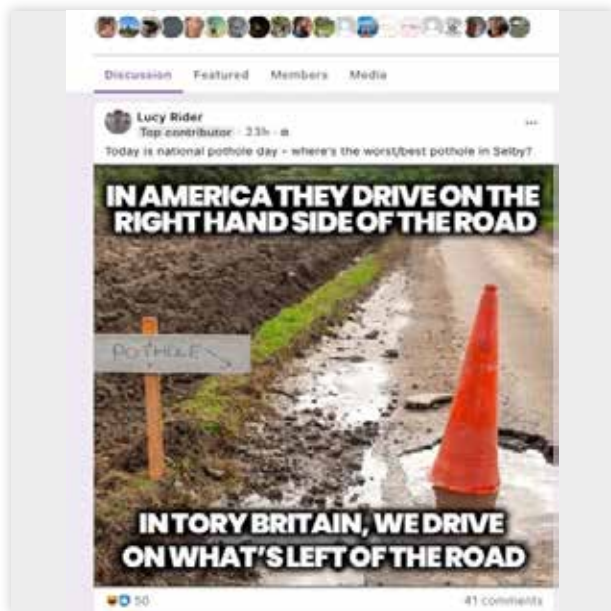 Discussion Featured Members Media
Lucy Rider
Top contributor · 23h ·
Today is national pothole day - where's the worst/best pothole in Selby?
IN AMERICA THEY DRIVE ON THE
RIGHT HAND SIDE OF THE ROAD
POTHOLE
IN TORY BRITAIN, WE DRIVE
ON WHAT'S LEFT OF THE ROAD
50 41 comments